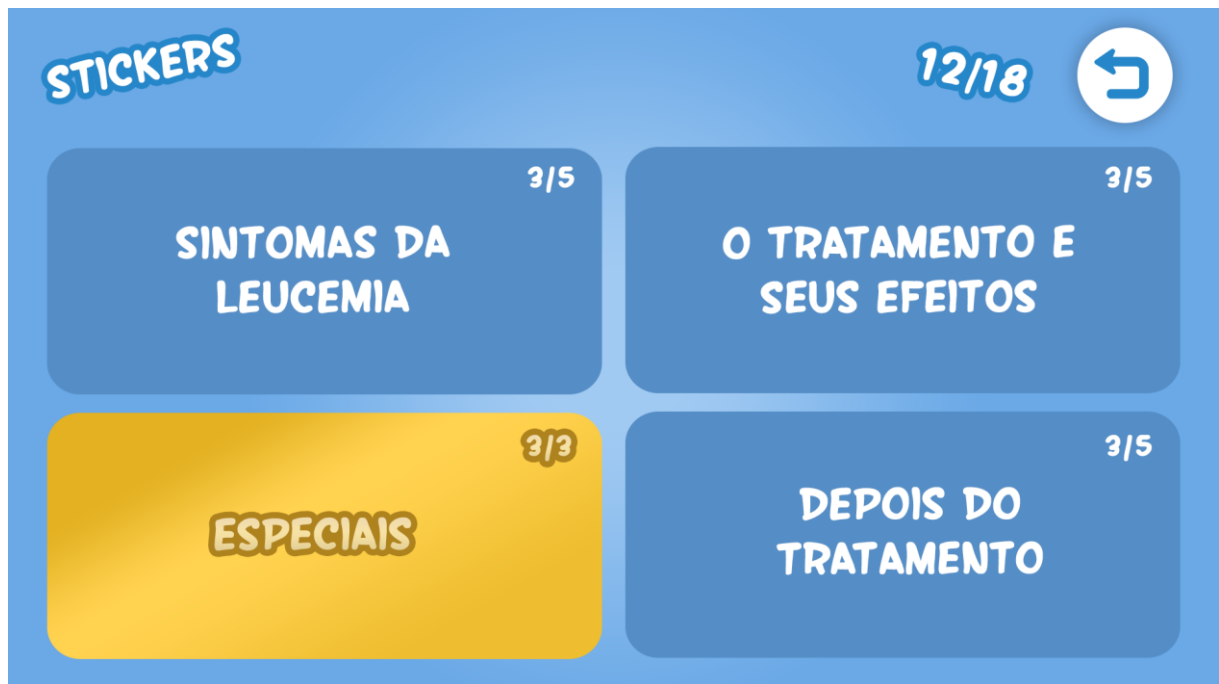 STICKERS
12/18
3/5
SINTOMAS DA
LEUCEMIA
3/5
O TRATAMENTO E
SEUS EFEITOS
3/3
ESPECIAIS
3/5
DEPOIS DO
TRATAMENTO